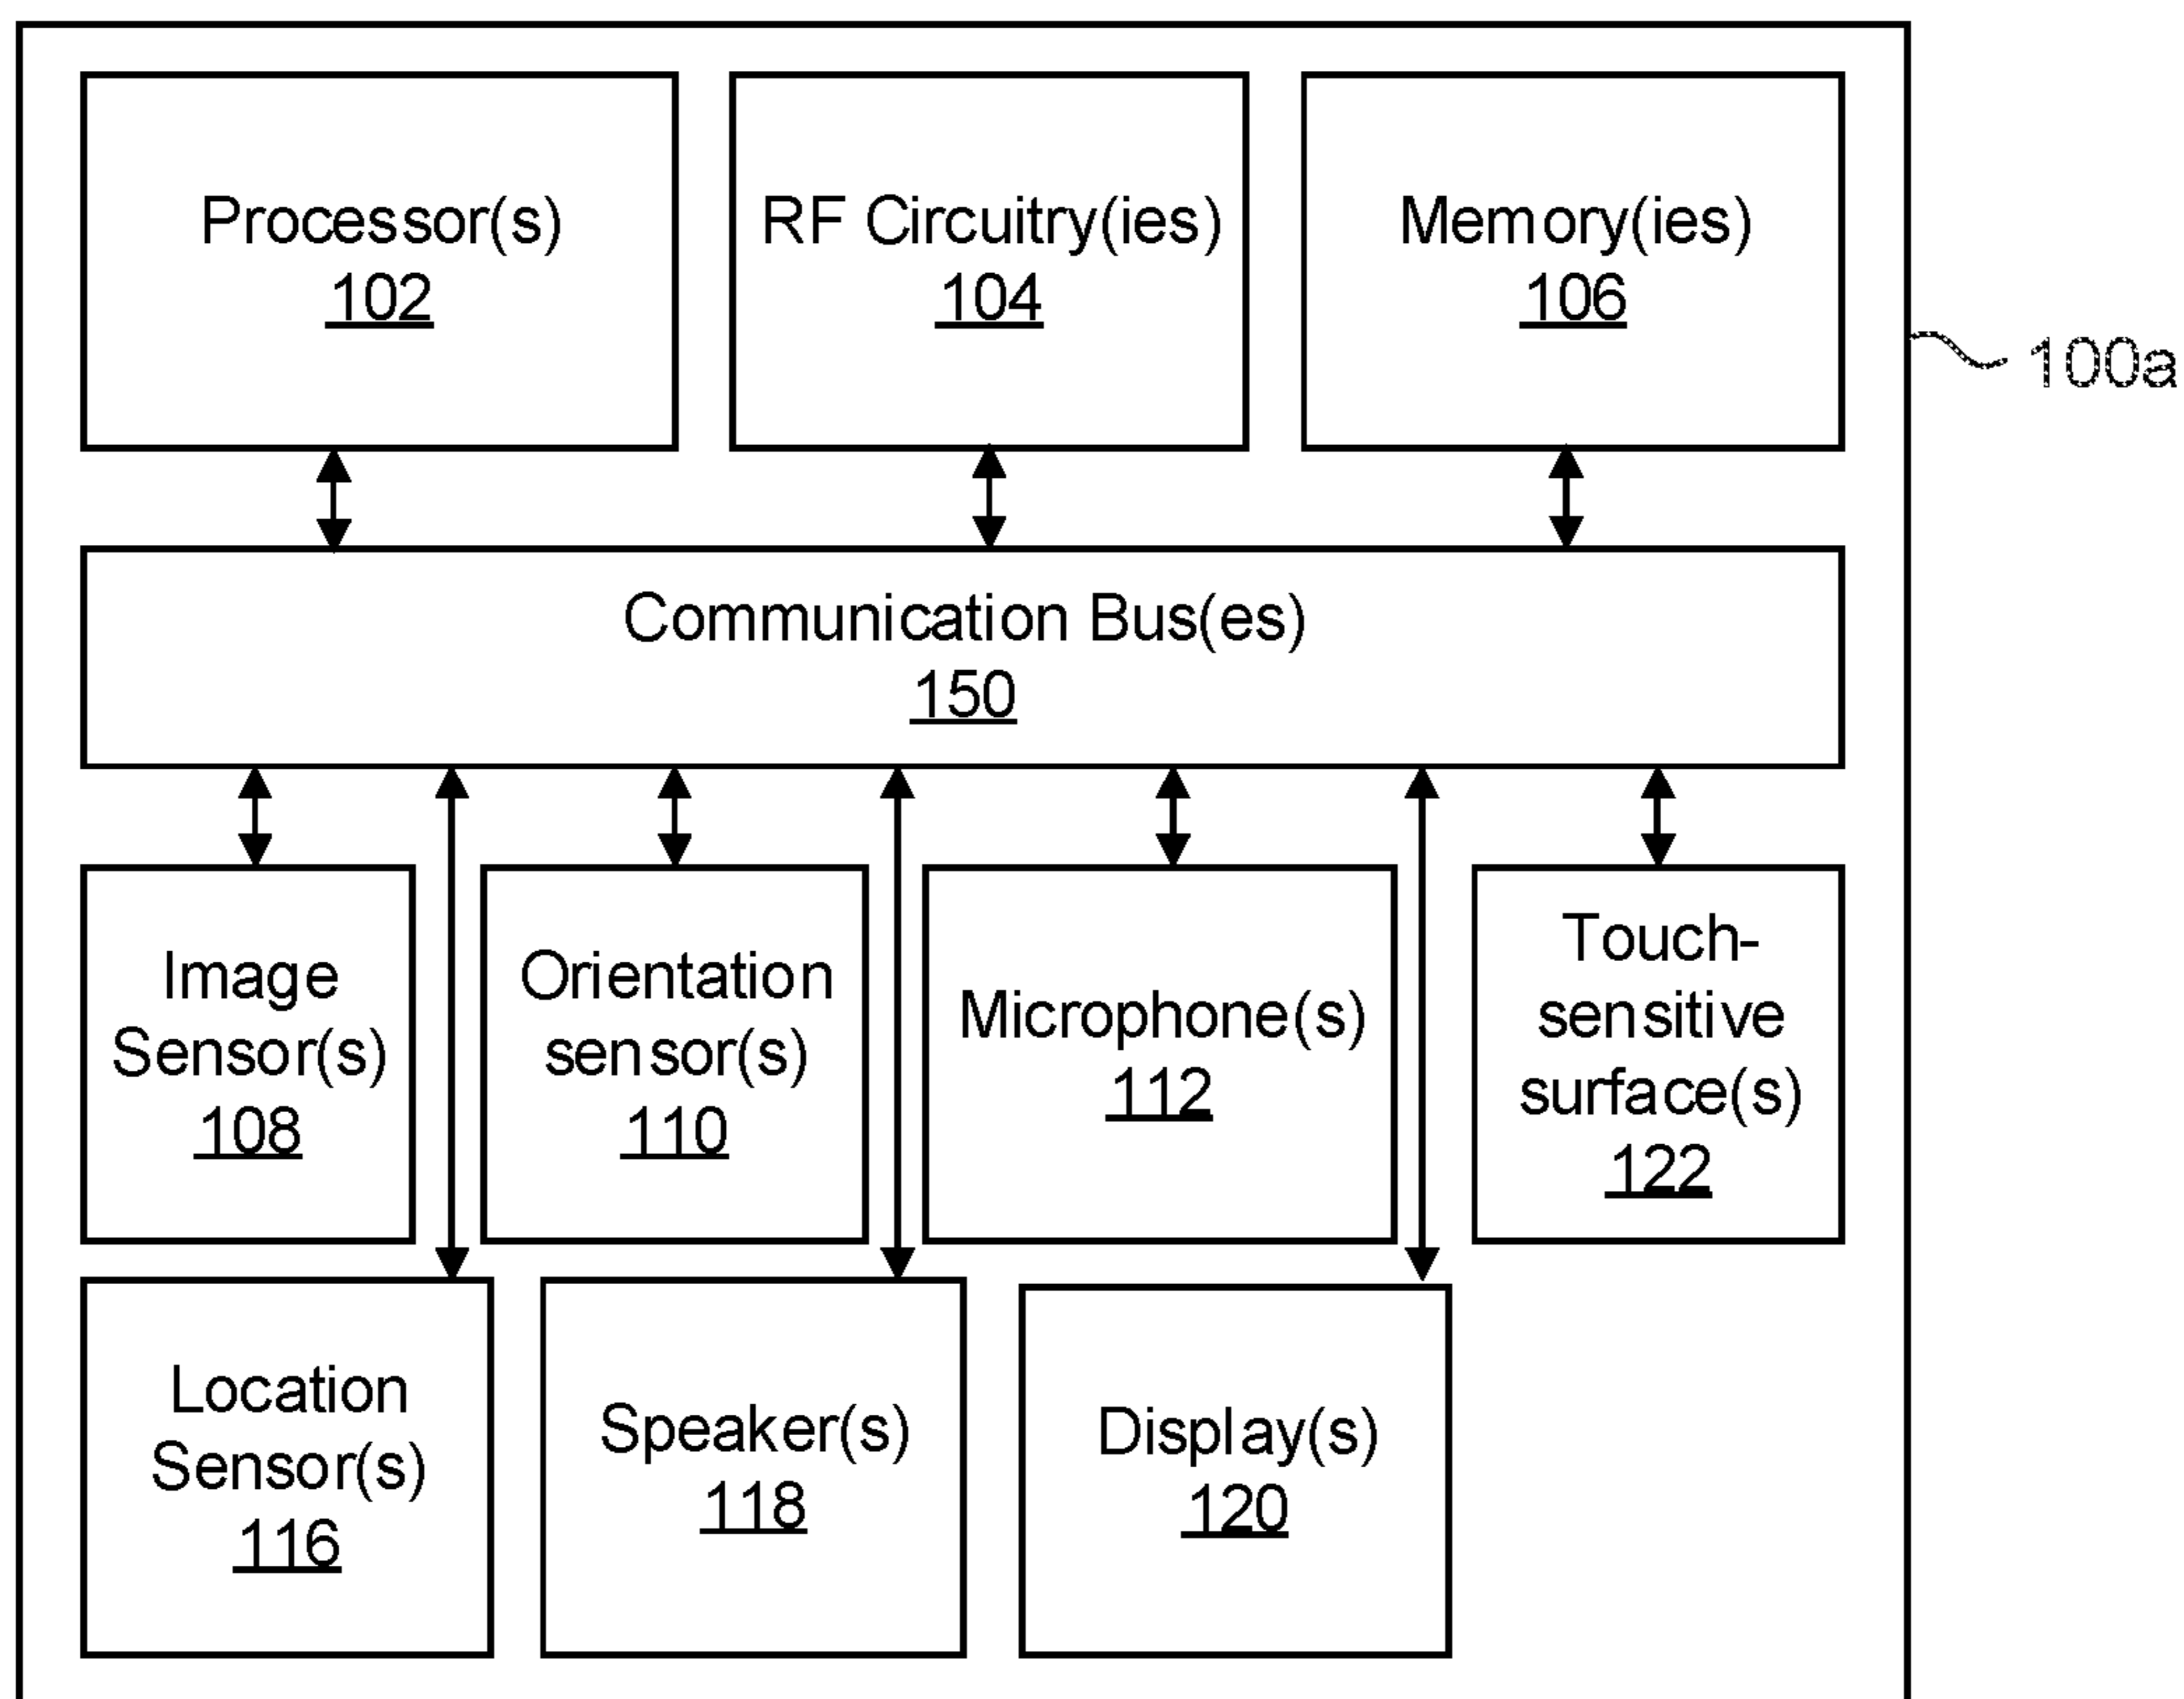 Processor(s)
102
RF Circuitry(ies)
104
Memory(ies)
106
100a
Communication Bus(es)
150
Image
Sensor(s)
108
Orientation
sensor(s)
110
Microphone(s)
112
Touch-
sensitive
surface(s)
122
Location
Sensor(s)
116
Speaker(s)
118
Display(s)
120